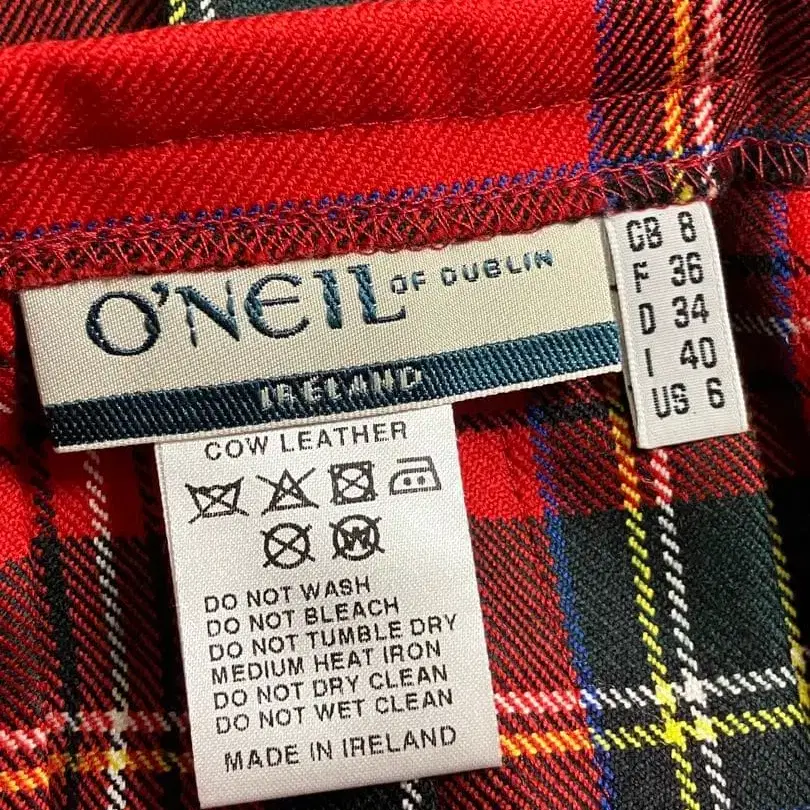 O'NEIL OF DUBLIN
IRELAND
GB 8
F 36
D 34
I 40
US 6
COW LEATHER
W
DO NOT WASH
DO NOT BLEACH
DO NOT TUMBLE DRY
MEDIUM HEAT IRON
DO NOT DRY CLEAN
DO NOT WET CLEAN
MADE IN IRELAND